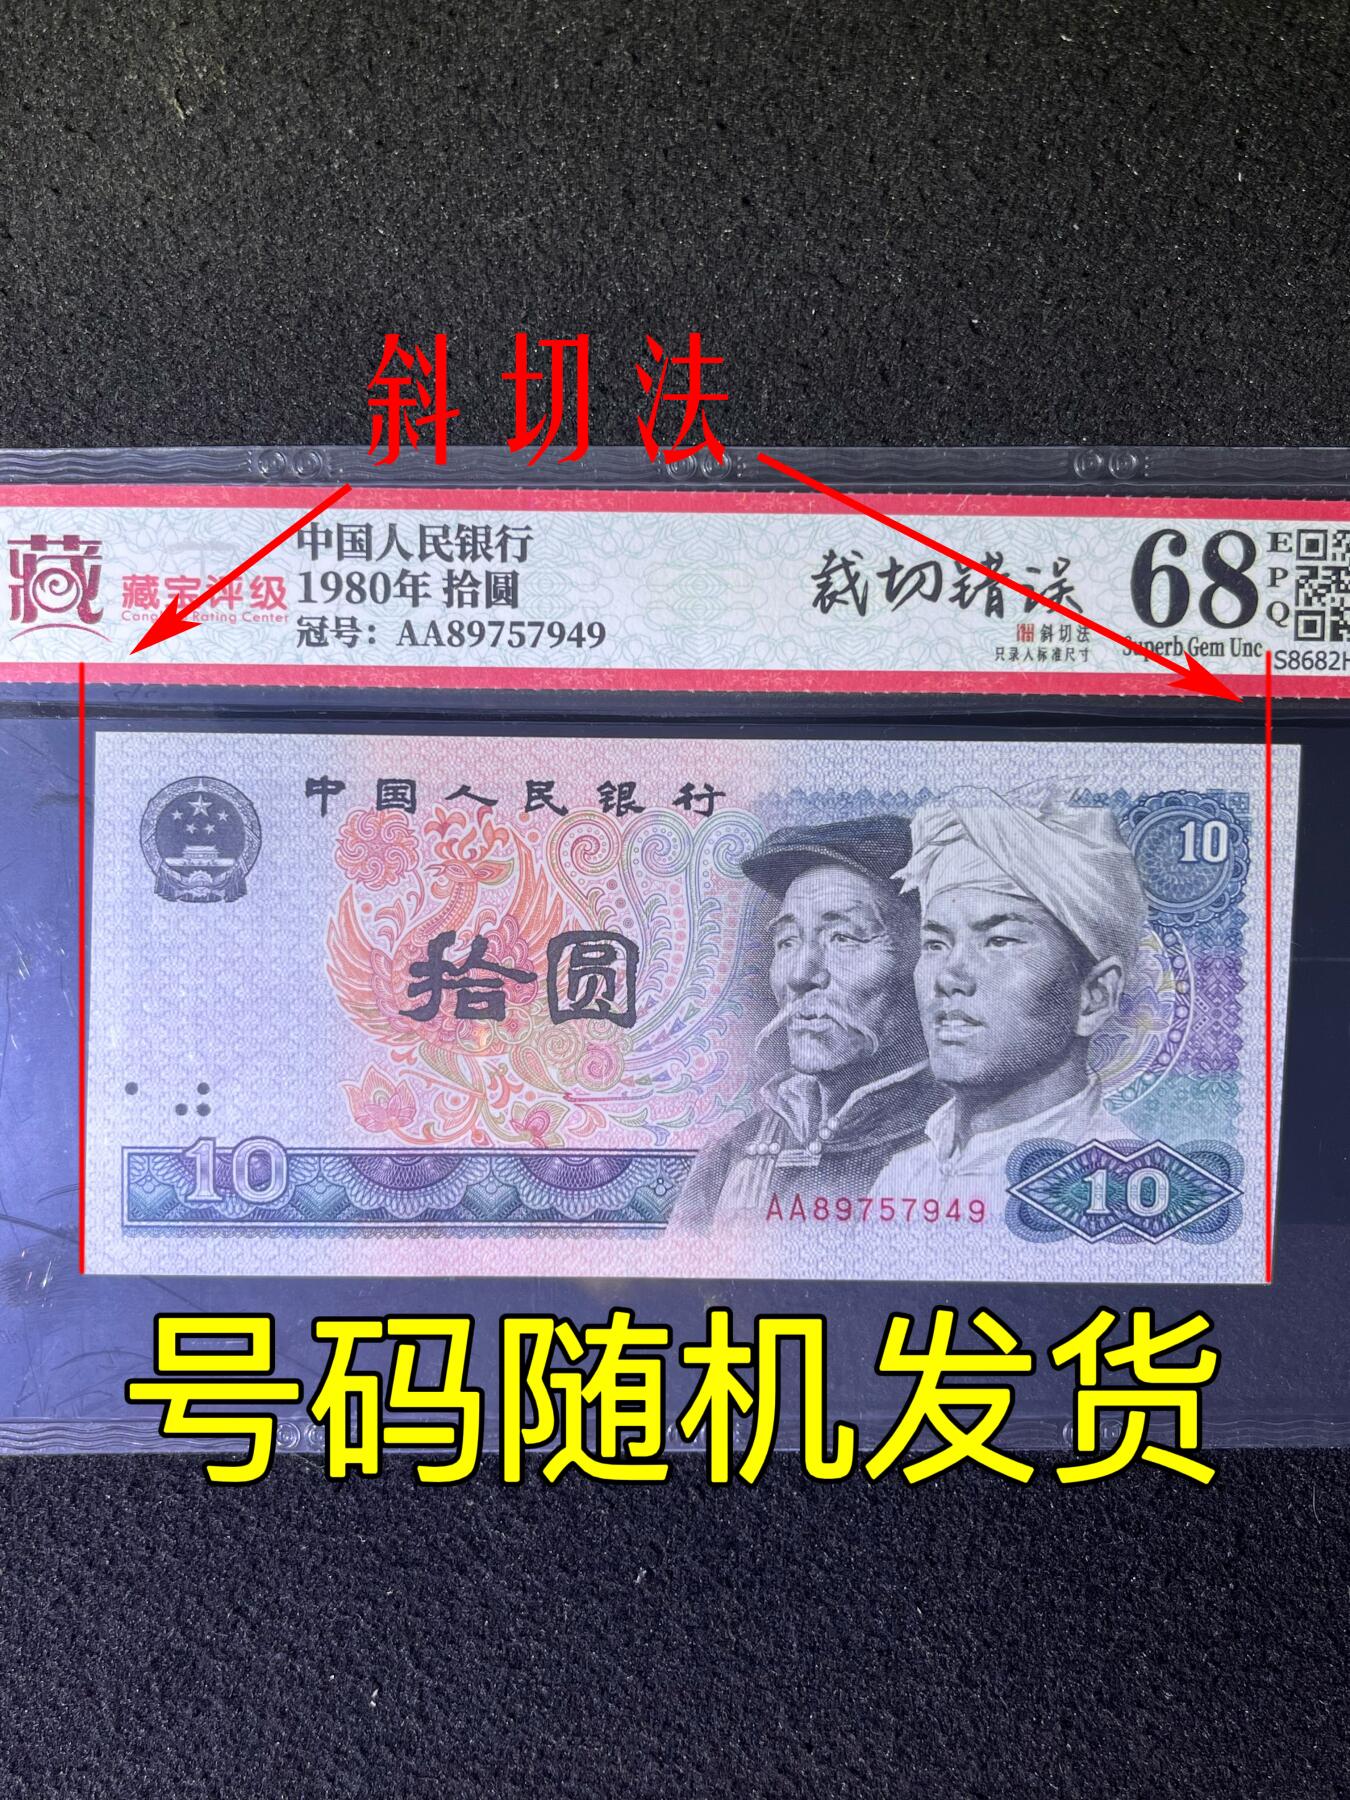 斜切法
藏
藏宝评级
Rating Center
中国人民银行
1980年 拾圆
冠号：AA89757949
裁切错误
斜切法
只录入标准尺寸
68
EPQ
Superb Gem Unc
S8682H
中国人民银行
10
拾圆
10
AA89757949
10
号码随机发货